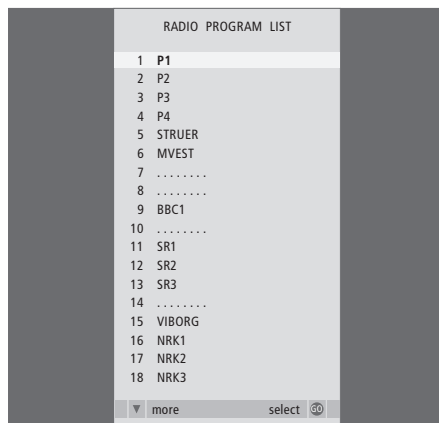 RADIO PROGRAM LIST
1 P1
2 P2
3 P3
4 P4
5 STRUER
6 MVEST
7 ........
8 ........
9 BBC1
10 ........
11 SR1
12 SR2
13 SR3
14 ........
15 VIBORG
16 NRK1
17 NRK2
18 NRK3
▼ more select GO